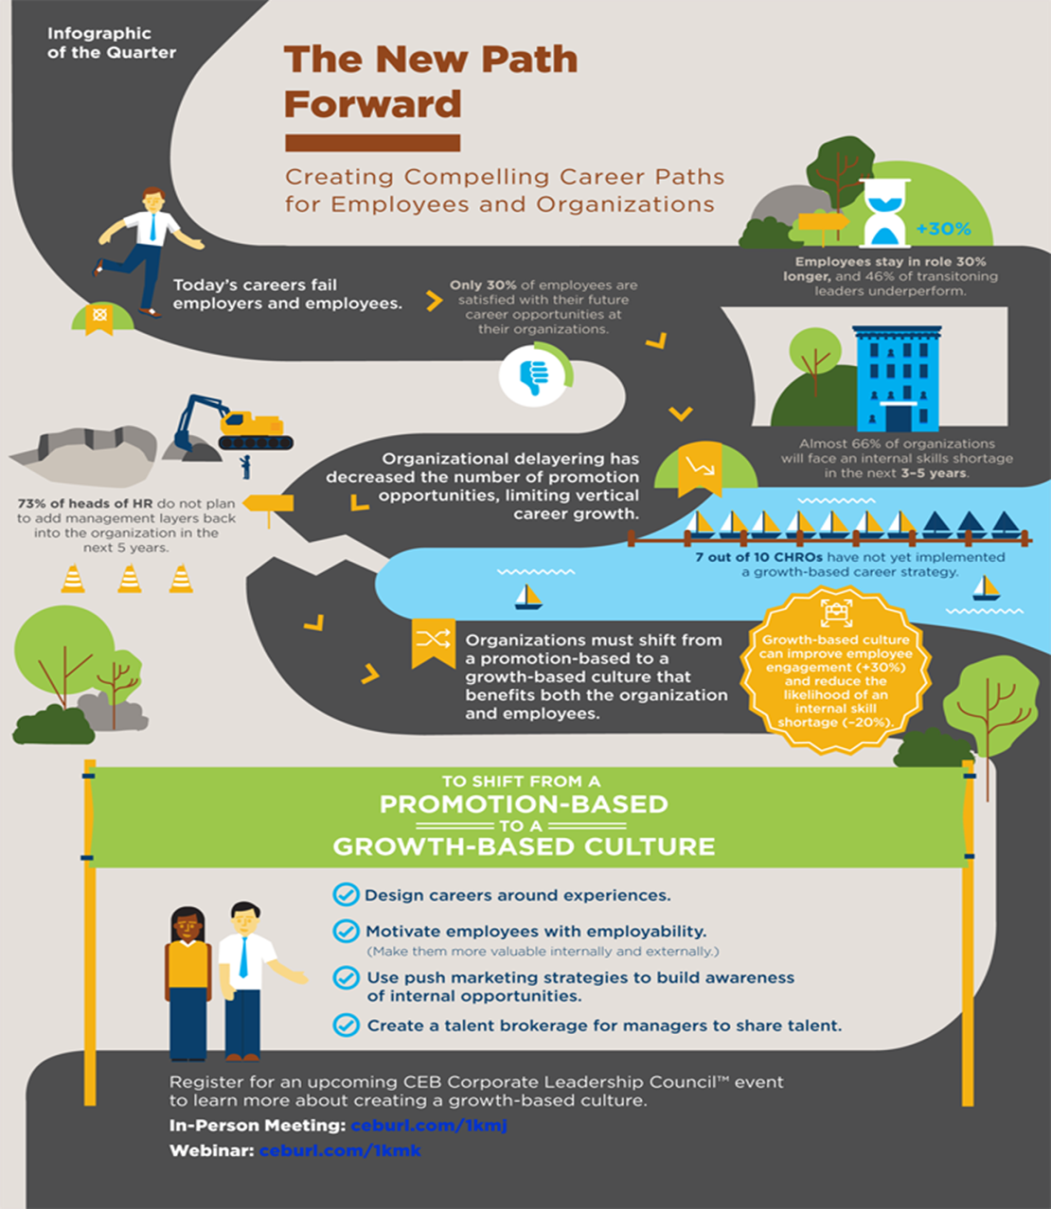 Infographic
of the Quarter
The New Path
Forward
Creating Compelling Career Paths
for Employees and Organizations
+30%
Employees stay in role 30%
longer, and 46% of transitoning
leaders underperform.
Today's careers fail
employers and employees.
Only 30% of employees are
satisfied with their future
career opportunities at
their organizations.
Almost 66% of organizations
will face an internal skills shortage
in the next 3–5 years.
Organizational delayering has
decreased the number of promotion
opportunities, limiting vertical
career growth.
73% of heads of HR do not plan
to add management layers back
into the organization in the
next 5 years.
7 out of 10 CHROs have not yet implemented
a growth-based career strategy.
Organizations must shift from
a promotion-based to a
growth-based culture that
benefits both the organization
and employees.
Growth-based culture
can improve employee
engagement (+30%)
and reduce the
likelihood of an
internal skill
shortage (–20%).
TO SHIFT FROM A
PROMOTION-BASED
TO A
GROWTH-BASED CULTURE
Design careers around experiences.
Motivate employees with employability.
(Make them more valuable internally and externally.)
Use push marketing strategies to build awareness
of internal opportunities.
Create a talent brokerage for managers to share talent.
Register for an upcoming CEB Corporate Leadership Council™ event
to learn more about creating a growth-based culture.
In-Person Meeting: ceburl.com/1kmj
Webinar: ceburl.com/1kmk